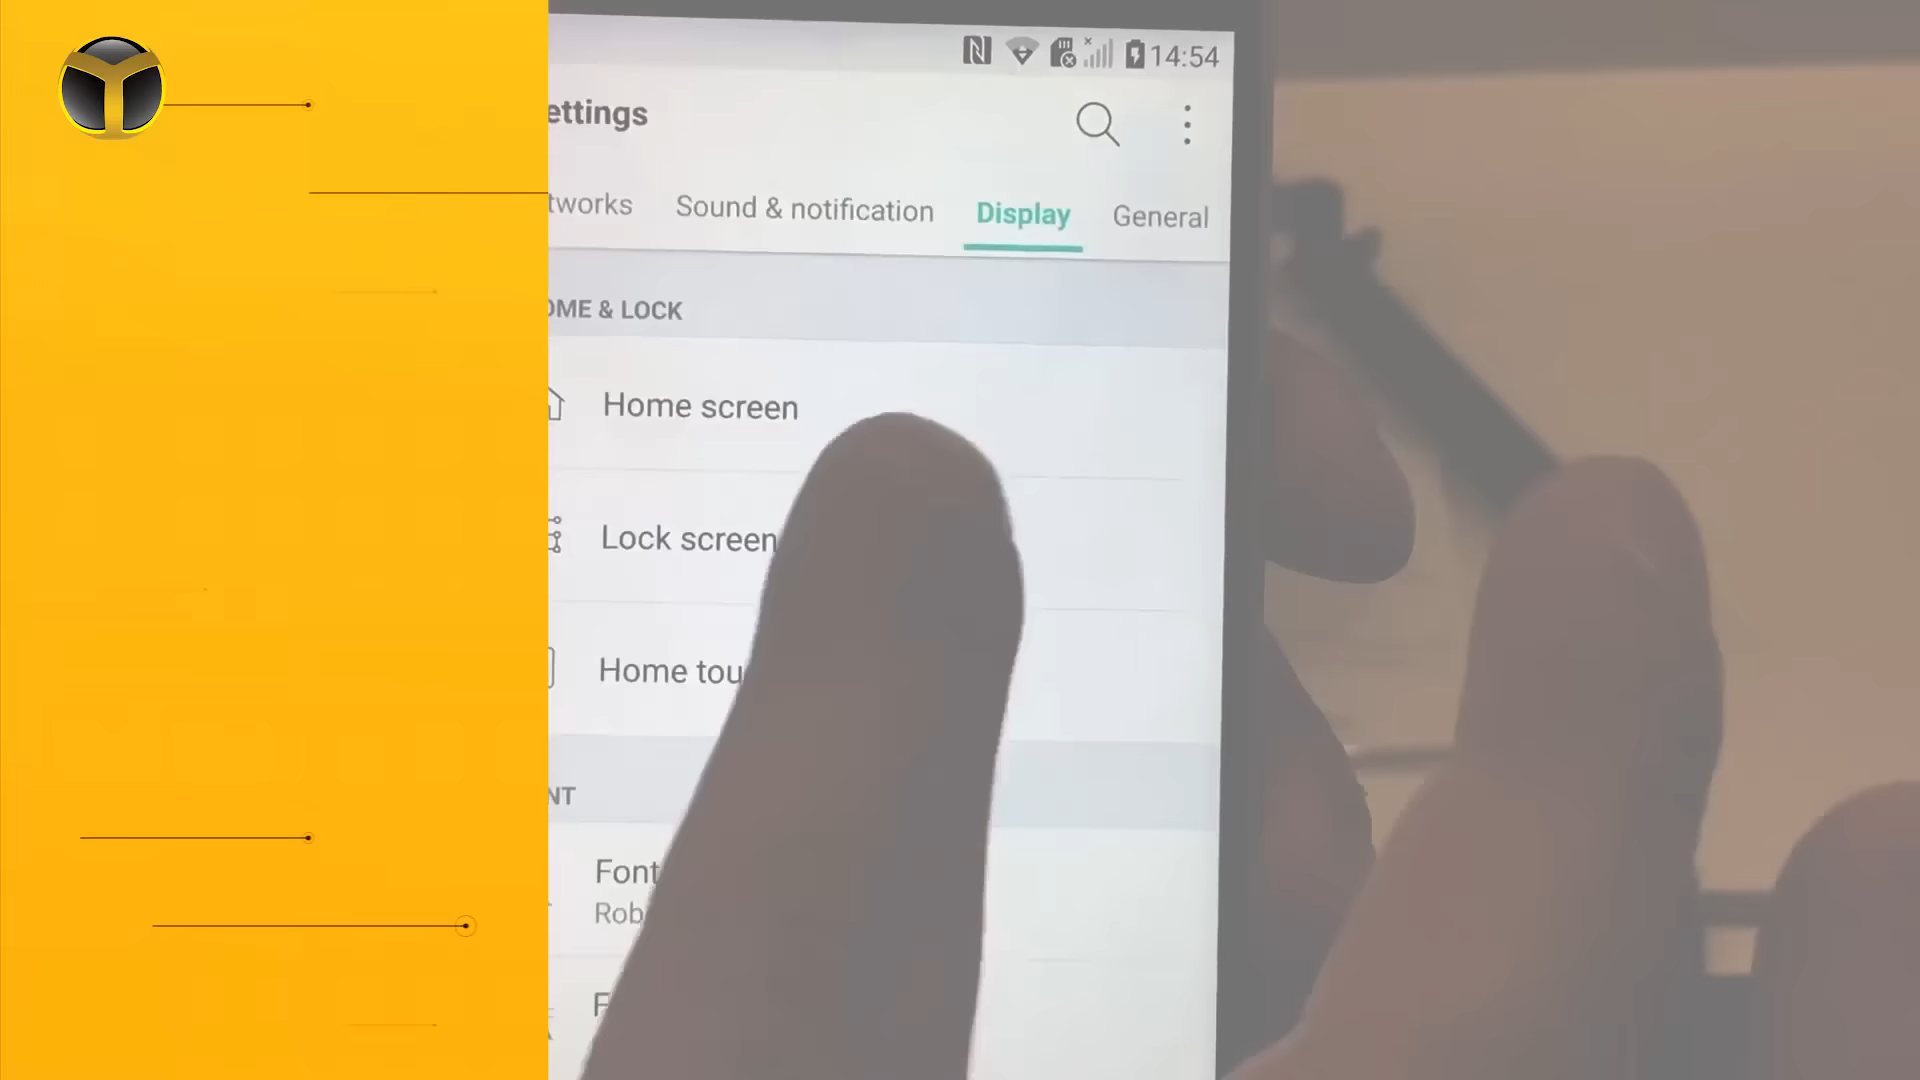 14:54
ettings
tworks Sound & notification Display General
OME & LOCK
Home screen
Lock screen
Home tou
NT
Font
Rob
F